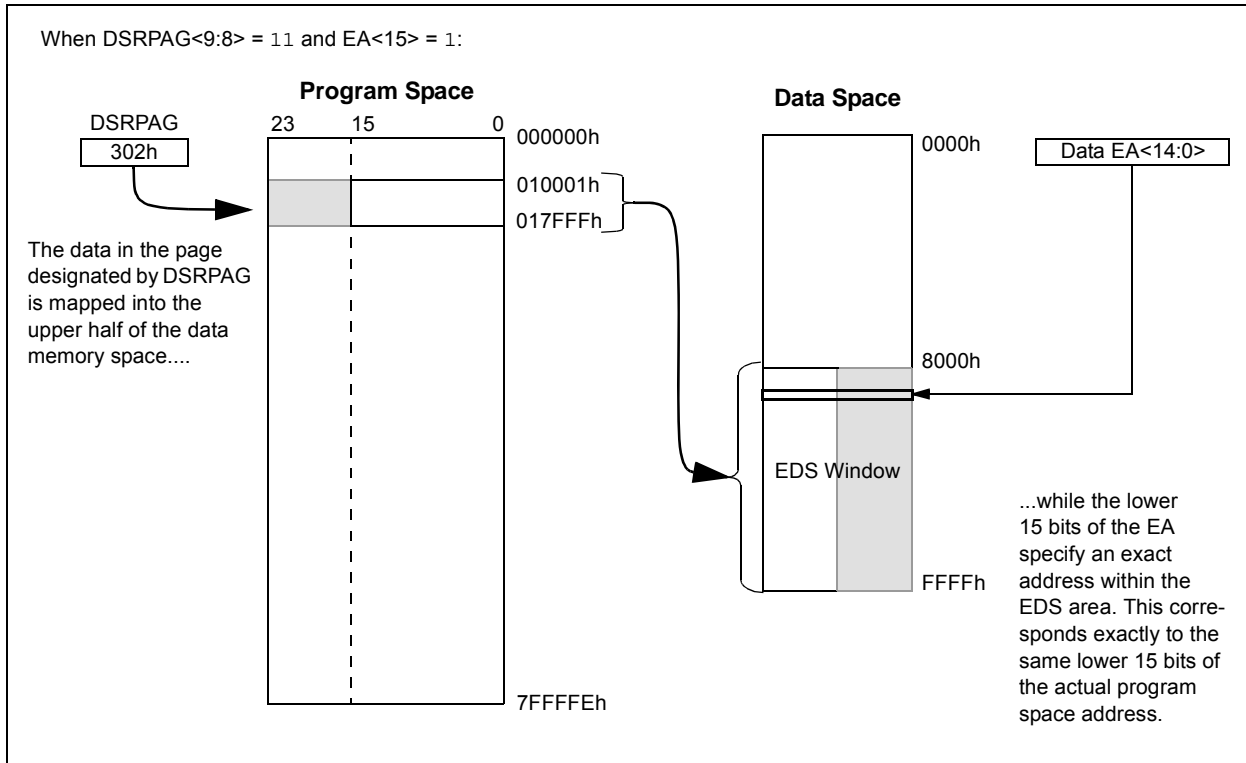 When DSRPAG<9:8> = 11 and EA<15> = 1:
Program Space
Data Space
DSRPAG
302h
23 15 0
000000h
010001h
017FFFh
7FFFFEh
The data in the page
designated by DSRPAG
is mapped into the
upper half of the data
memory space....
0000h
8000h
FFFFh
EDS Window
Data EA<14:0>
...while the lower
15 bits of the EA
specify an exact
address within the
EDS area. This corre-
sponds exactly to the
same lower 15 bits of
the actual program
space address.